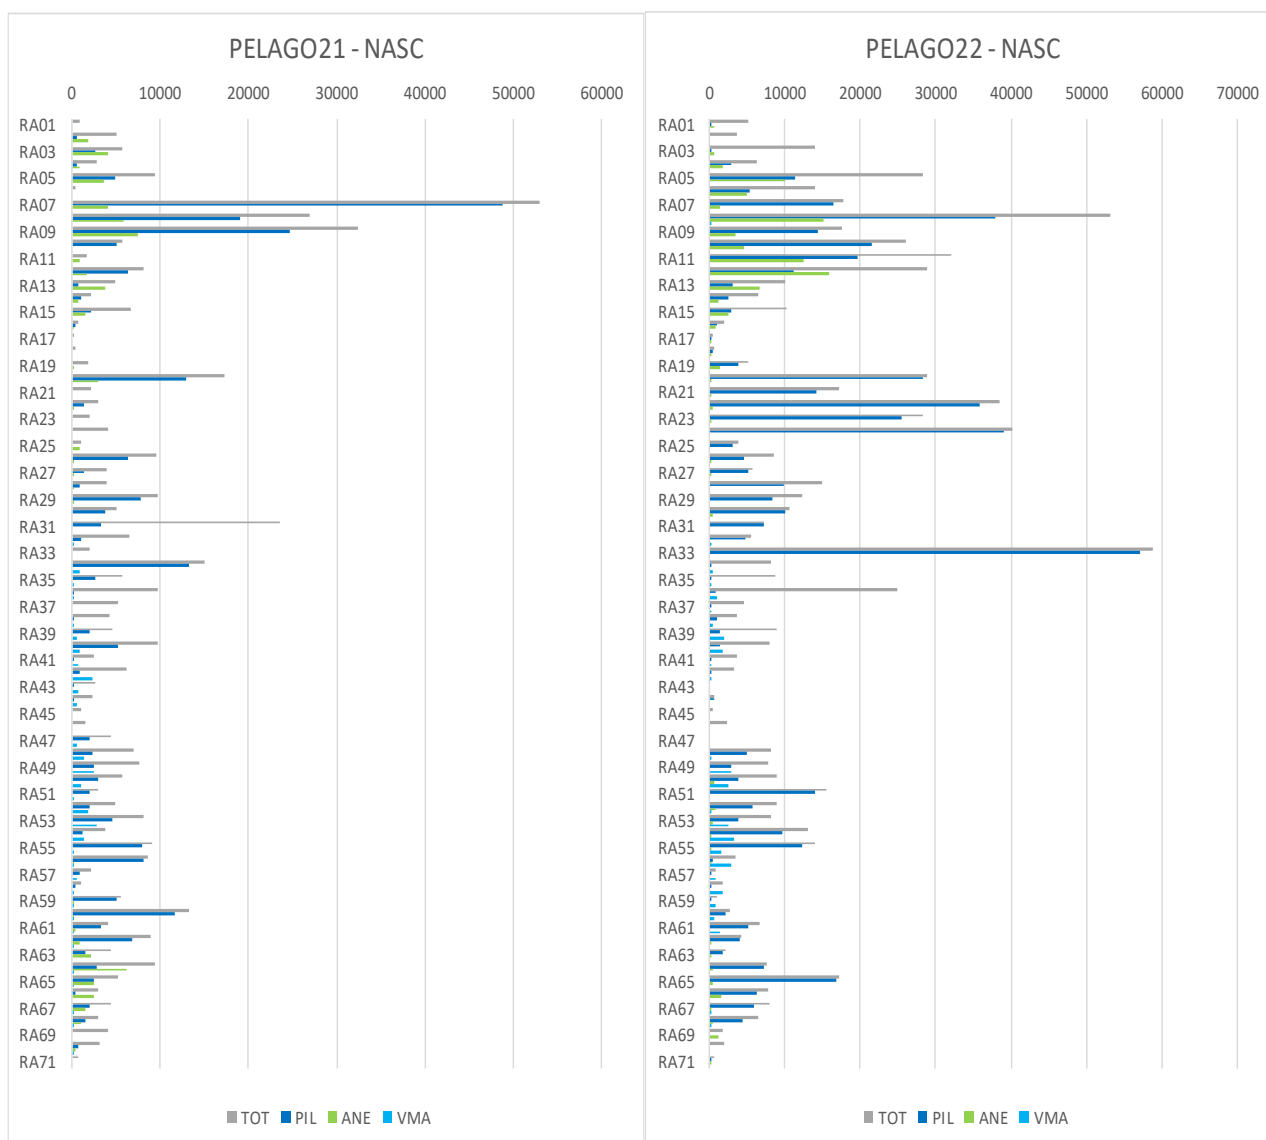 PELAGO21 - NASC
0 10000 20000 30000 40000 50000 60000
RA01
RA03
RA05
RA07
RA09
RA11
RA13
RA15
RA17
RA19
RA21
RA23
RA25
RA27
RA29
RA31
RA33
RA35
RA37
RA39
RA41
RA43
RA45
RA47
RA49
RA51
RA53
RA55
RA57
RA59
RA61
RA63
RA65
RA67
RA69
RA71
TOT PIL ANE VMA
PELAGO22 - NASC
0 10000 20000 30000 40000 50000 60000 70000
RA01
RA03
RA05
RA07
RA09
RA11
RA13
RA15
RA17
RA19
RA21
RA23
RA25
RA27
RA29
RA31
RA33
RA35
RA37
RA39
RA41
RA43
RA45
RA47
RA49
RA51
RA53
RA55
RA57
RA59
RA61
RA63
RA65
RA67
RA69
RA71
TOT PIL ANE VMA